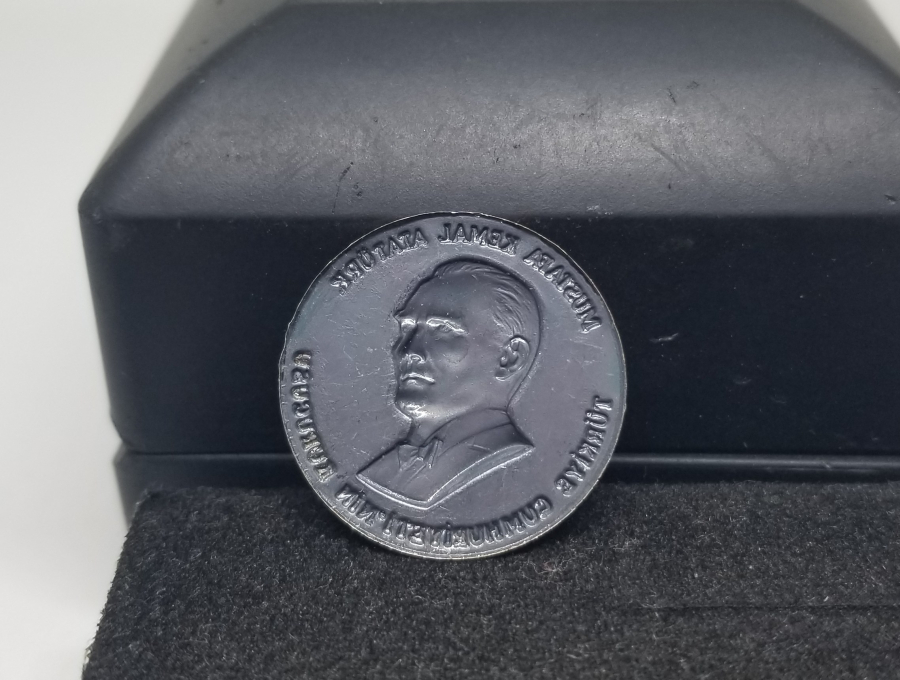 MUSTAFA KEMAL ATATÜRK
TÜRKİYE CUMHURİYETİ'NİN KURUCUSU